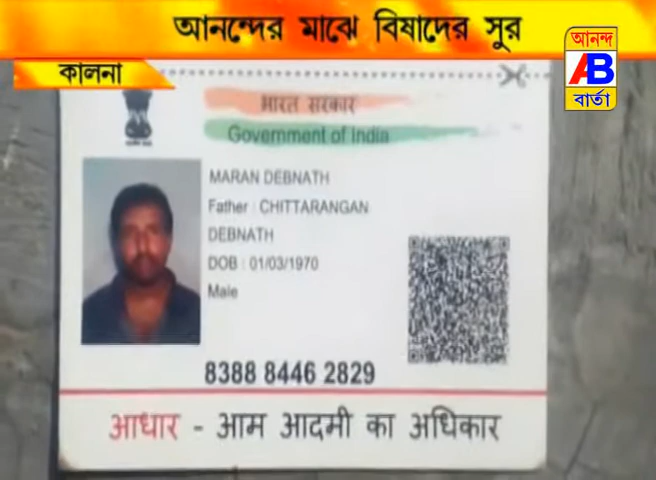 আনন্দের মাঝে বিষাদের সুর
কালনা
আনন্দ
AB
বার্তা
भारत सरकार
Government of India
MARAN DEBNATH
Father : CHITTARANGAN
DEBNATH
DOB : 01/03/1970
Male
8388 8446 2829
आधार - आम आदमी का अधिकार